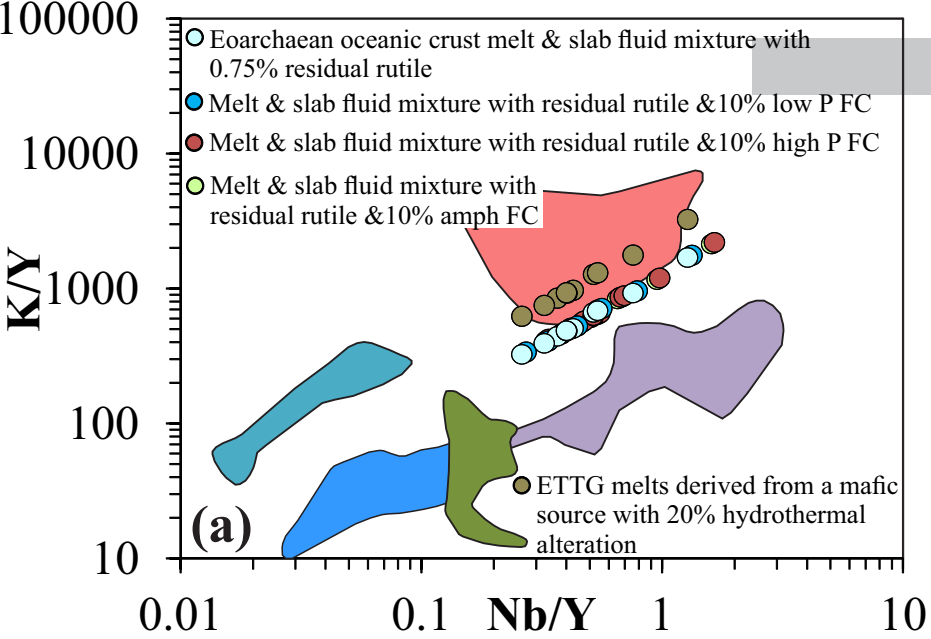 100000
Eoarchaean oceanic crust melt & slab fluid mixture with
0.75% residual rutile
Melt & slab fluid mixture with residual rutile &10% low P FC
10000
Melt & slab fluid mixture with residual rutile &10% high P FC
Melt & slab fluid mixture with
residual rutile &10% amph FC
K/Y
1000
100
ETTG melts derived from a mafic
source with 20% hydrothermal
alteration
(a)
10
0.01 0.1 Nb/Y 1 10